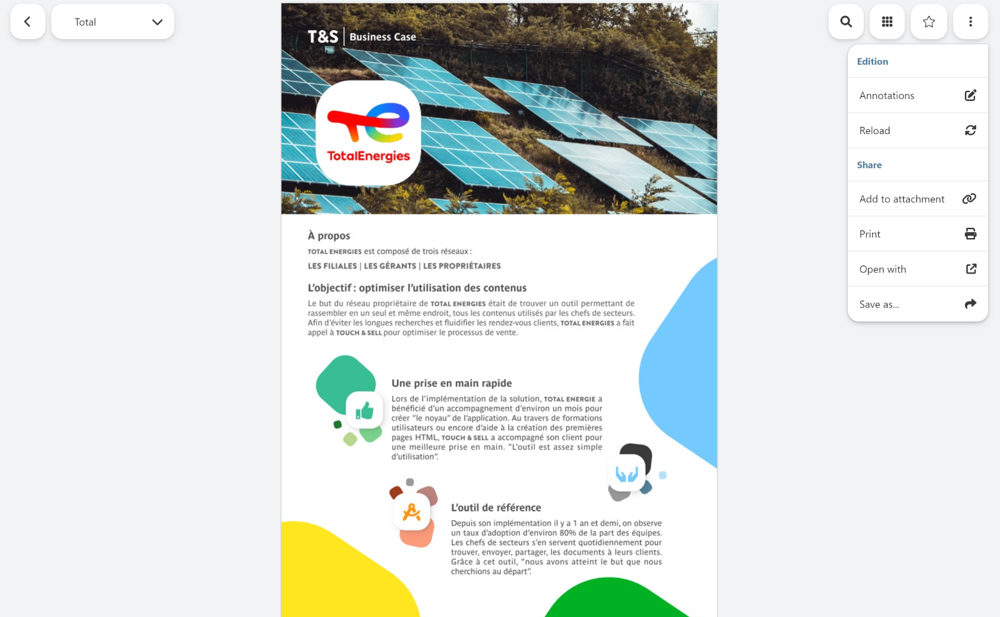 Total
T&S | Business Case
TotalEnergies
Edition
Annotations
Reload
Share
Add to attachment
Print
Open with
Save as...
À propos
TOTAL ENERGIES est composé de trois réseaux :
LES FILIALES | LES GÉRANTS | LES PROPRIÉTAIRES
L’objectif : optimiser l’utilisation des contenus
Le but du réseau propriétaire de TOTAL ENERGIES était de trouver un outil permettant de
rassembler en un seul et même endroit, tous les contenus utilisés par les chefs de secteurs.
Afin d’éviter les longues recherches et fluidifier les rendez-vous clients, TOTAL ENERGIES a fait
appel à TOUCH & SELL pour optimiser le processus de vente.
Une prise en main rapide
Lors de l’implémentation de la solution, TOTAL ENERGIE a
bénéficié d’un accompagnement d’environ un mois pour
créer “le noyau” de l’application. Au travers de formations
utilisateurs ou encore d’aide à la création des premières
pages HTML, TOUCH & SELL a accompagné son client pour
une meilleure prise en main. “L’outil est assez simple
d’utilisation”.
L’outil de référence
Depuis son implémentation il y a 1 an et demi, on observe
un taux d’adoption d’environ 80% de la part des équipes.
Les chefs de secteurs s’en servent quotidiennement pour
trouver, envoyer, partager, les documents à leurs clients.
Grâce à cet outil, “nous avons atteint le but que nous
cherchions au départ”.